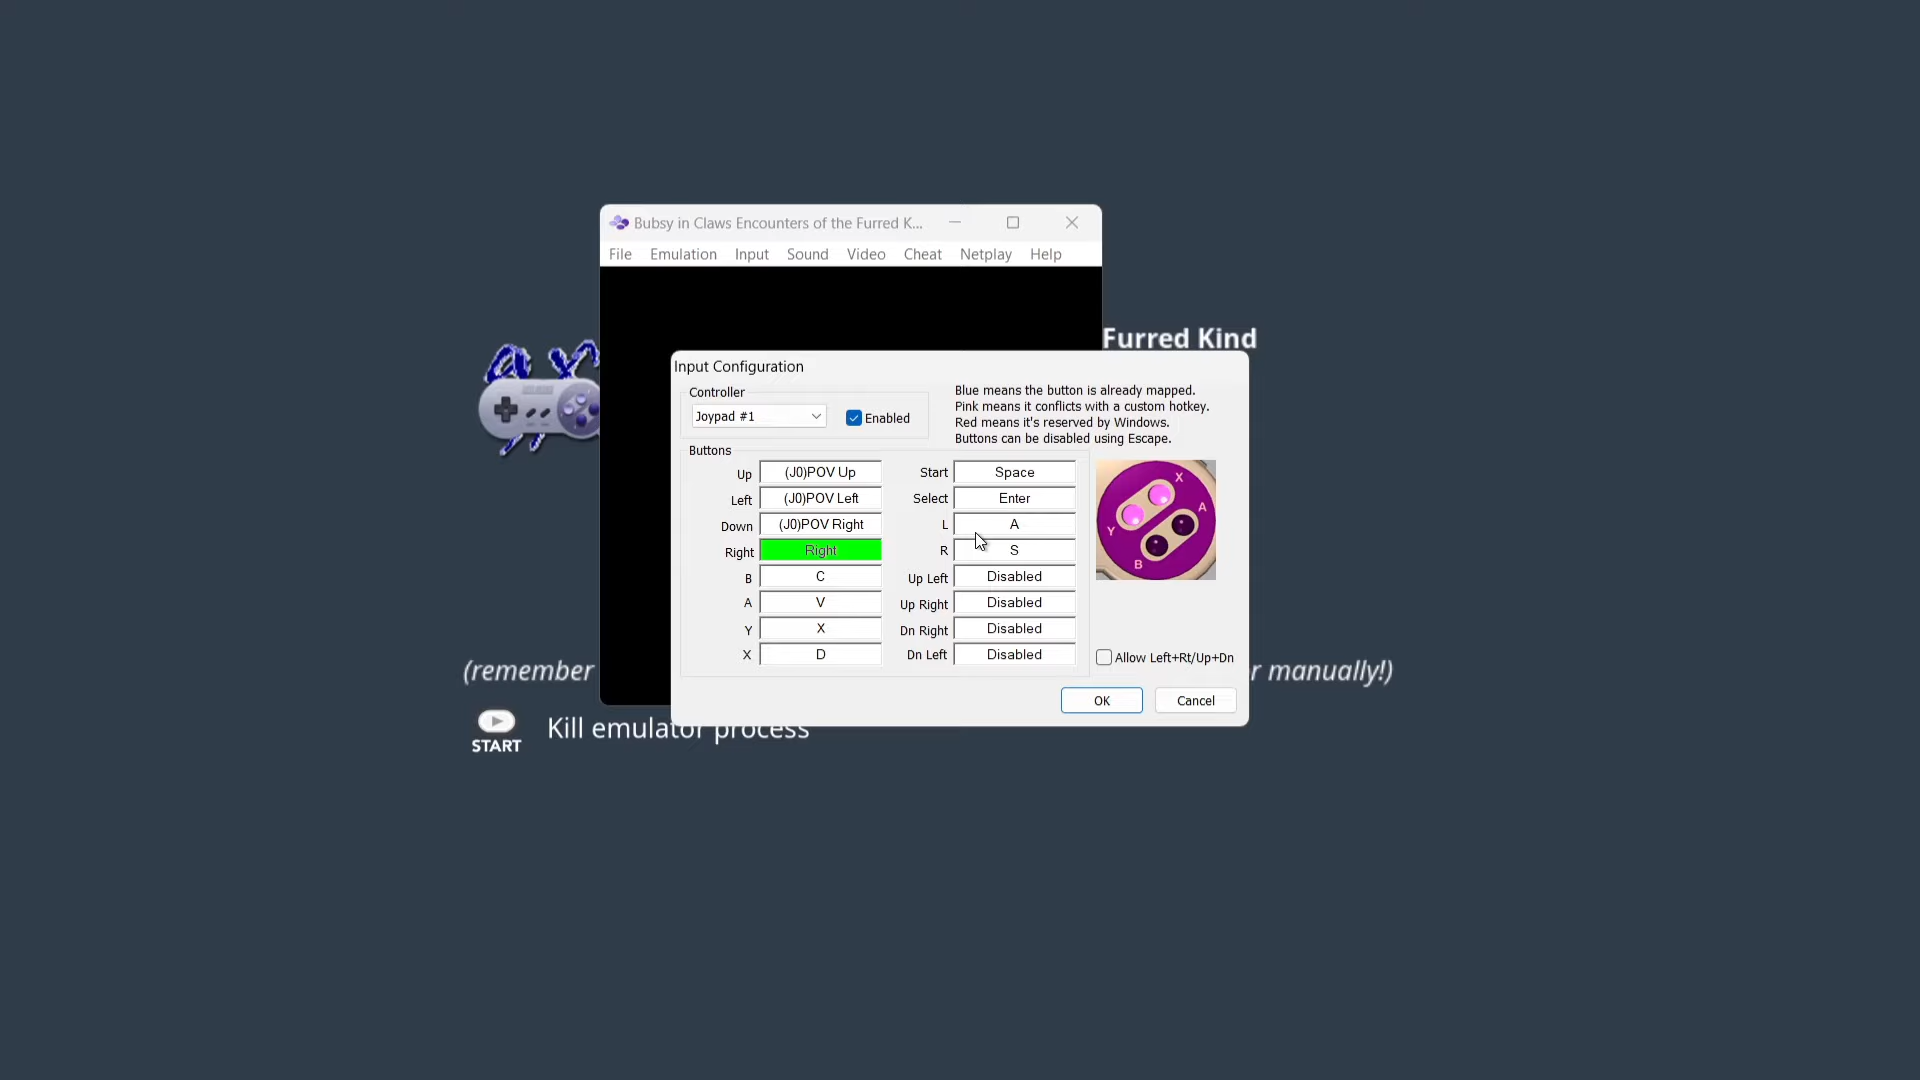 Bubsy in Claws Encounters of the Furred K...
File Emulation Input Sound Video Cheat Netplay Help
Furred Kind
Input Configuration
Controller
Joypad #1
Enabled
Blue means the button is already mapped.
Pink means it conflicts with a custom hotkey.
Red means it's reserved by Windows.
Buttons can be disabled using Escape.
Buttons
Up (J0)POV Up Start Space
Left (J0)POV Left Select Enter
Down (J0)POV Right L A
Right Right R S
B C Up Left Disabled
A V Up Right Disabled
Y X Dn Right Disabled
X D Dn Left Disabled
X
A
Y
B
Allow Left+Rt/Up+Dn
OK Cancel
(remember
r manually!)
START Kill emulator process